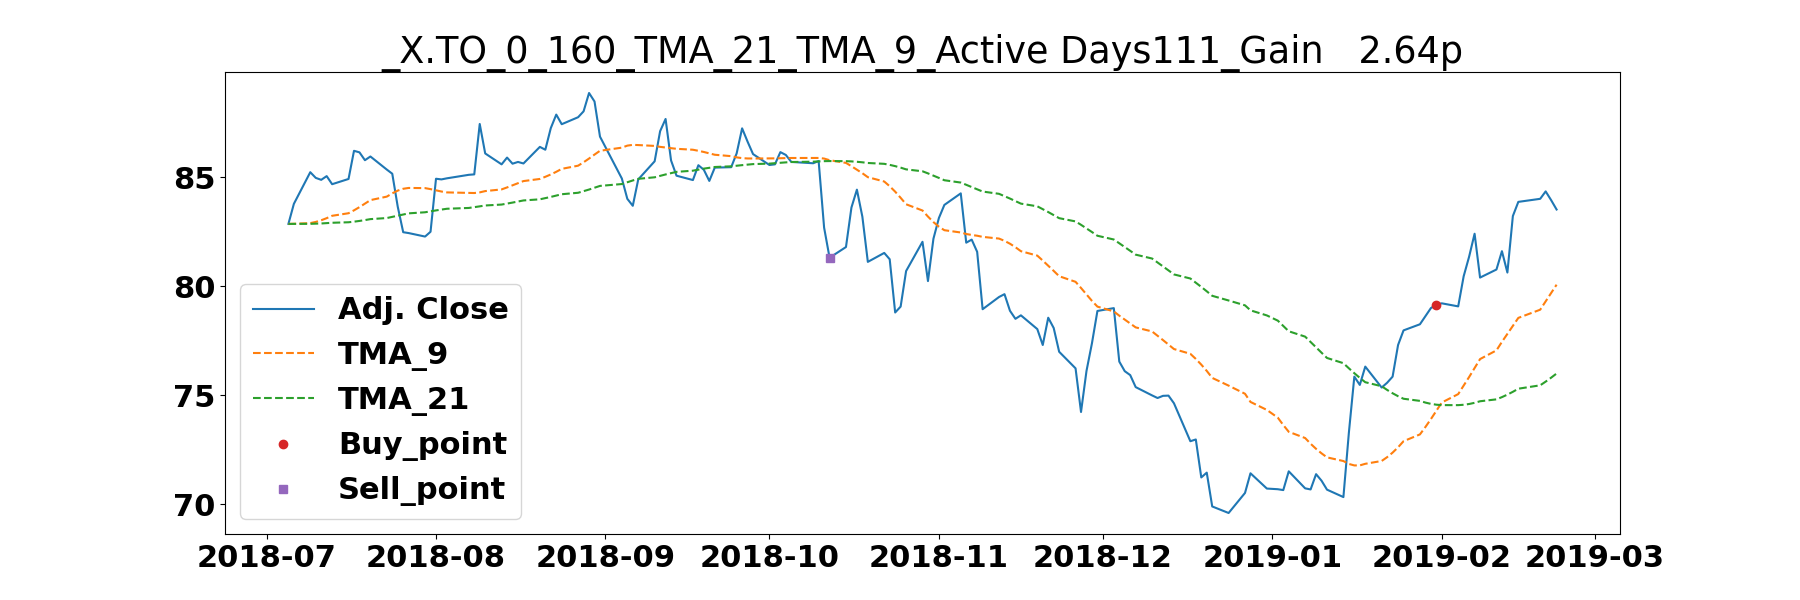 _X.TO_0_160_TMA_21_TMA_9_Active Days111_Gain   2.64p
85
80
75
70
Adj. Close
TMA_9
TMA_21
Buy_point
Sell_point
2018-07 2018-08 2018-09 2018-10 2018-11 2018-12 2019-01 2019-02 2019-03